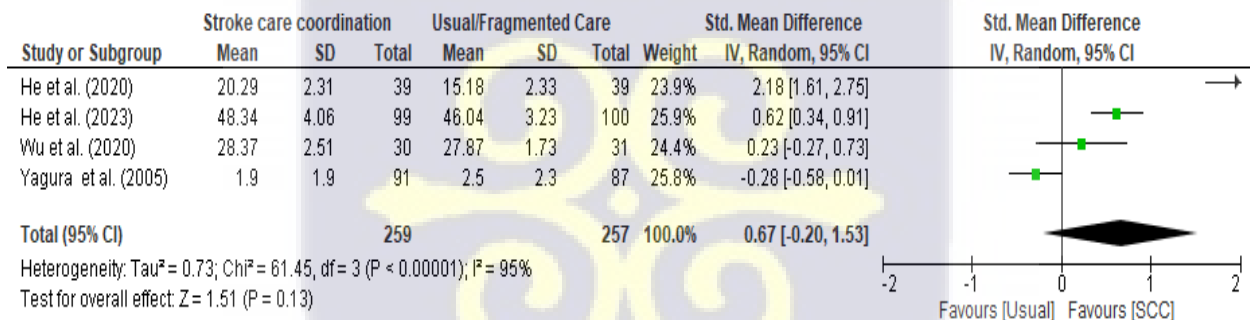 Stroke care coordination Usual/Fragmented Care Std. Mean Difference Std. Mean Difference
Study or Subgroup Mean SD Total Mean SD Total Weight IV, Random, 95% CI IV, Random, 95% CI
He et al. (2020) 20.29 2.31 39 15.18 2.33 39 23.9% 2.18 [1.61, 2.75]
He et al. (2023) 48.34 4.06 99 46.04 3.23 100 25.9% 0.62 [0.34, 0.91]
Wu et al. (2020) 28.37 2.51 30 27.87 1.73 31 24.4% 0.23 [-0.27, 0.73]
Yagura et al. (2005) 1.9 1.9 91 2.5 2.3 87 25.8% -0.28 [-0.58, 0.01]
Total (95% CI) 259 257 100.0% 0.67 [-0.20, 1.53]
Heterogeneity: Tau² = 0.73; Chi² = 61.45, df = 3 (P < 0.00001); I² = 95%
Test for overall effect: Z = 1.51 (P = 0.13)
-2 -1 0 1 2
Favours [Usual] Favours [SCC]